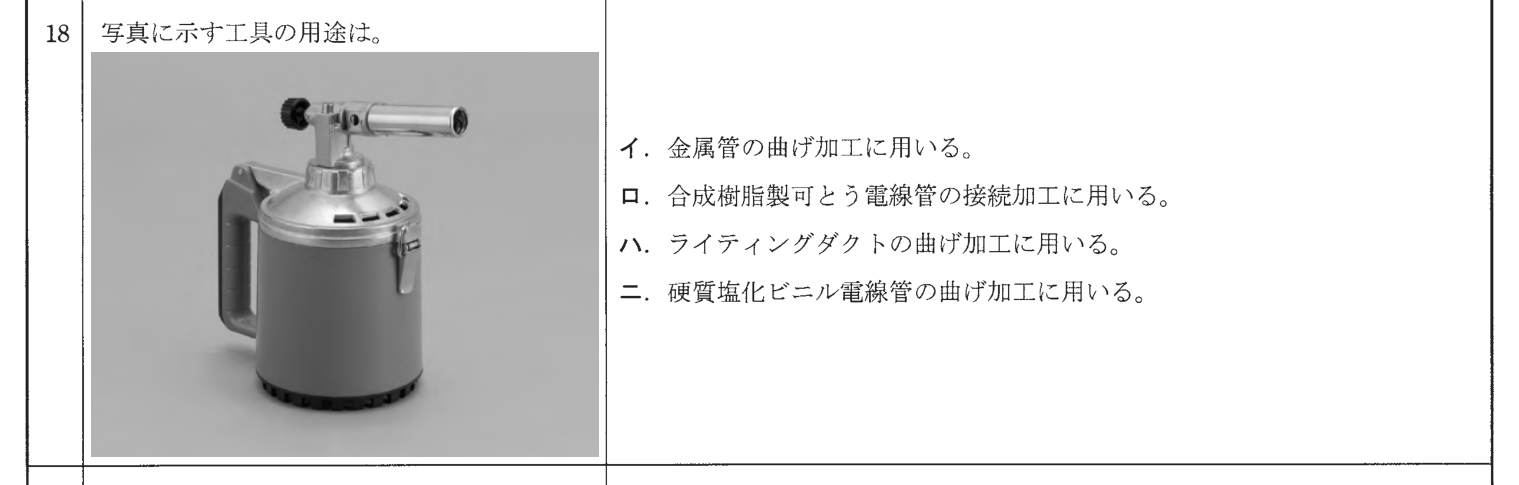 18 写真に示す工具の用途は。
イ. 金属管の曲げ加工に用いる。
ロ. 合成樹脂製可とう電線管の接続加工に用いる。
ハ. ライティングダクトの曲げ加工に用いる。
ニ. 硬質塩化ビニル電線管の曲げ加工に用いる。